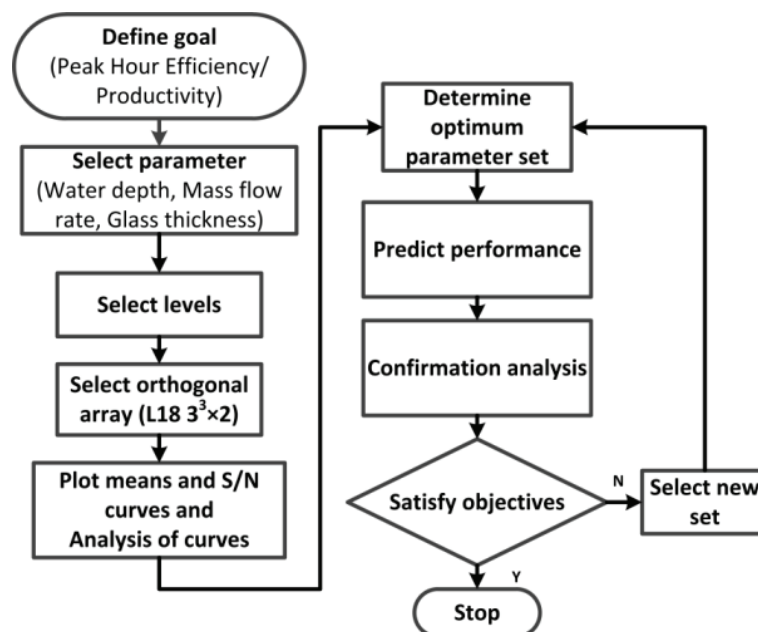 Define goal
(Peak Hour Efficiency/
Productivity)
Select parameter
(Water depth, Mass flow
rate, Glass thickness)
Select levels
Select orthogonal
array (L18 3³×2)
Plot means and S/N
curves and
Analysis of curves
Determine
optimum
parameter set
Predict performance
Confirmation analysis
Satisfy objectives
N
Select new
set
Y
Stop